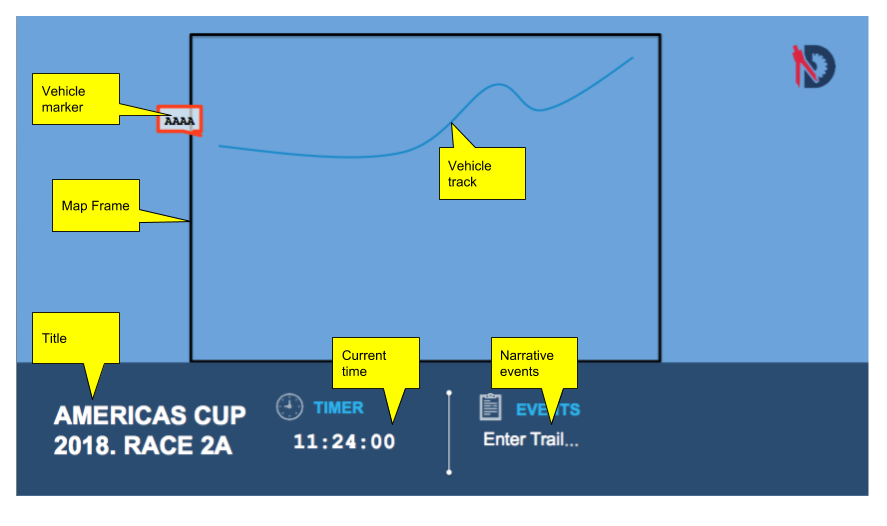 Vehicle
marker
AAAA
Vehicle
track
Map Frame
Title
Current
time
Narrative
events
AMERICAS CUP
2018. RACE 2A
TIMER
11:24:00
EVENTS
Enter Trail...